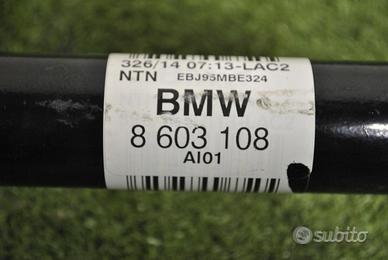 326/14 07:13-LAC2
NTN EBJ95MBE324
BMW
8 603 108
AI01
subito